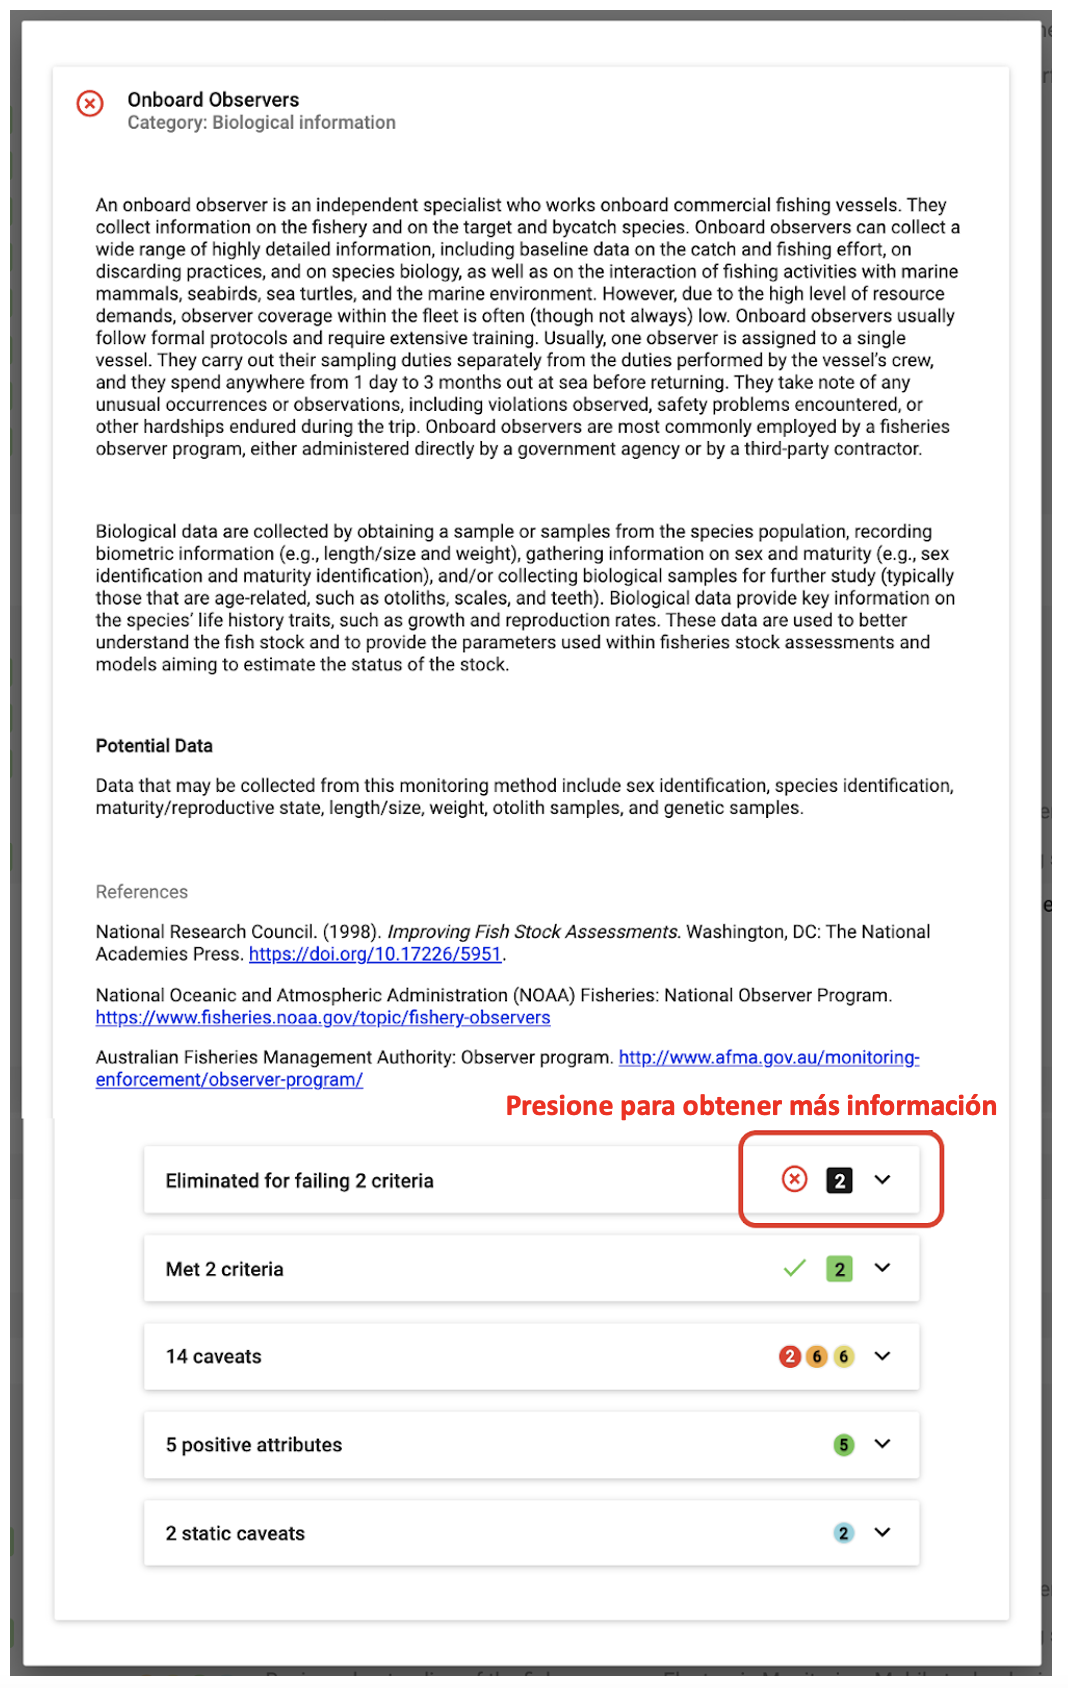 Onboard Observers
Category: Biological information
An onboard observer is an independent specialist who works onboard commercial fishing vessels. They
collect information on the fishery and on the target and bycatch species. Onboard observers can collect a
wide range of highly detailed information, including baseline data on the catch and fishing effort, on
discarding practices, and on species biology, as well as on the interaction of fishing activities with marine
mammals, seabirds, sea turtles, and the marine environment. However, due to the high level of resource
demands, observer coverage within the fleet is often (though not always) low. Onboard observers usually
follow formal protocols and require extensive training. Usually, one observer is assigned to a single
vessel. They carry out their sampling duties separately from the duties performed by the vessel's crew,
and they spend anywhere from 1 day to 3 months out at sea before returning. They take note of any
unusual occurrences or observations, including violations observed, safety problems encountered, or
other hardships endured during the trip. Onboard observers are most commonly employed by a fisheries
observer program, either administered directly by a government agency or by a third-party contractor.
Biological data are collected by obtaining a sample or samples from the species population, recording
biometric information (e.g., length/size and weight), gathering information on sex and maturity (e.g., sex
identification and maturity identification), and/or collecting biological samples for further study (typically
those that are age-related, such as otoliths, scales, and teeth). Biological data provide key information on
the species' life history traits, such as growth and reproduction rates. These data are used to better
understand the fish stock and to provide the parameters used within fisheries stock assessments and
models aiming to estimate the status of the stock.
Potential Data
Data that may be collected from this monitoring method include sex identification, species identification,
maturity/reproductive state, length/size, weight, otolith samples, and genetic samples.
References
National Research Council. (1998). Improving Fish Stock Assessments. Washington, DC: The National
Academies Press. https://doi.org/10.17226/5951.
National Oceanic and Atmospheric Administration (NOAA) Fisheries: National Observer Program.
https://www.fisheries.noaa.gov/topic/fishery-observers
Australian Fisheries Management Authority: Observer program. http://www.afma.gov.au/monitoring-
enforcement/observer-program/
Presione para obtener más información
Eliminated for failing 2 criteria 2
Met 2 criteria 2
14 caveats 2 6 6
5 positive attributes 5
2 static caveats 2